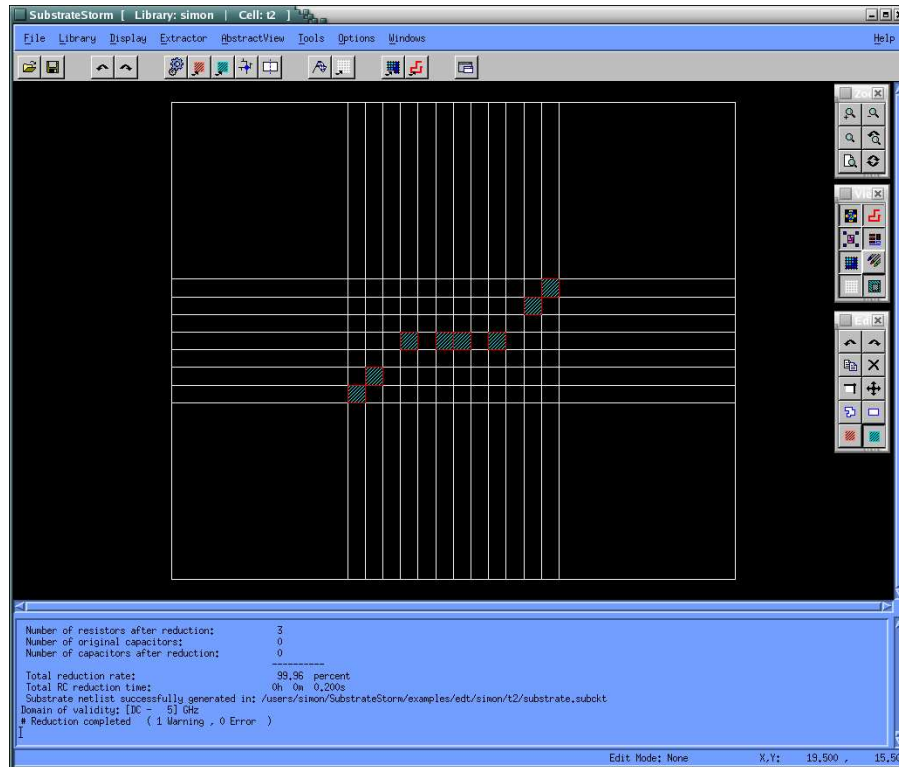 SubstrateStorm [ Library: simon | Cell: t2 ]
File Library Display Extractor AbstractView Tools Options Windows Help
Number of resistors after reduction: 3
Number of original capacitors: 0
Number of capacitors after reduction: 0
----------
Total reduction rate: 99.96 percent
Total RC reduction time: 0h 0m 0.200s
Substrate netlist successfully generated in: /users/simon/SubstrateStorm/examples/edt/simon/t2/substrate.subckt
Domain of validity: [DC - 5] GHz
# Reduction completed ( 1 Warning , 0 Error )
Edit Mode: None X,Y: 19.500 , 15.50